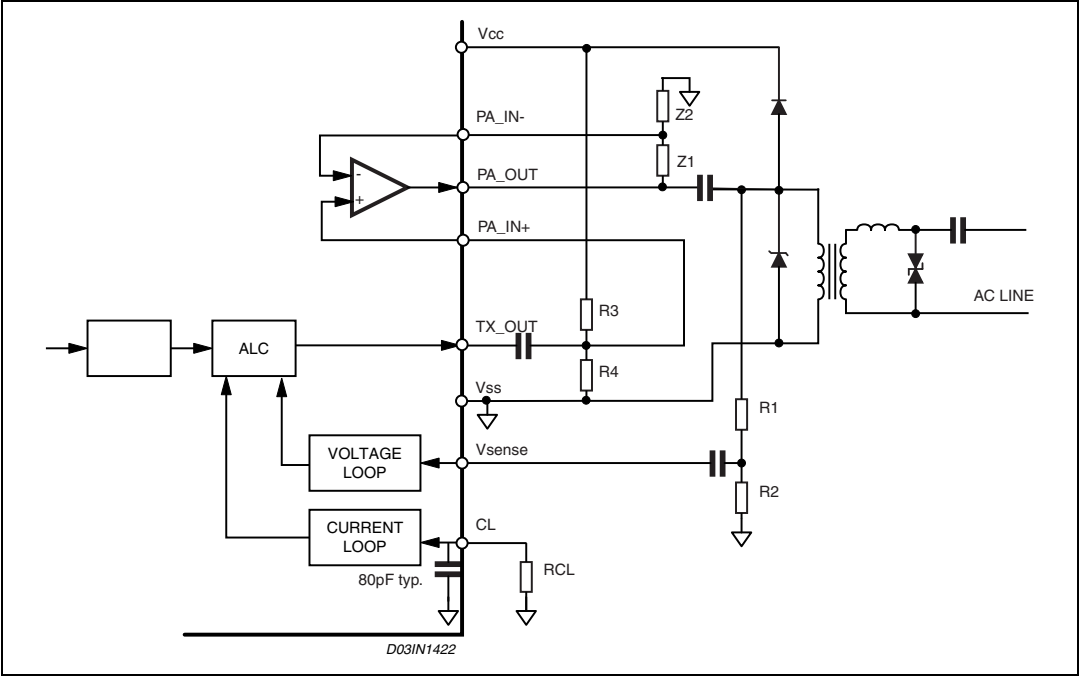 Vcc
PA_IN-
Z2
Z1
-
PA_OUT
+
PA_IN+
AC LINE
R3
TX_OUT
ALC
R4
Vss
R1
VOLTAGE
LOOP
Vsense
R2
CURRENT
LOOP
CL
80pF typ.
RCL
D03IN1422